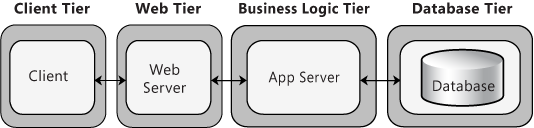 Client Tier
Web Tier
Business Logic Tier
Database Tier
Client
Web
Server
App Server
Database